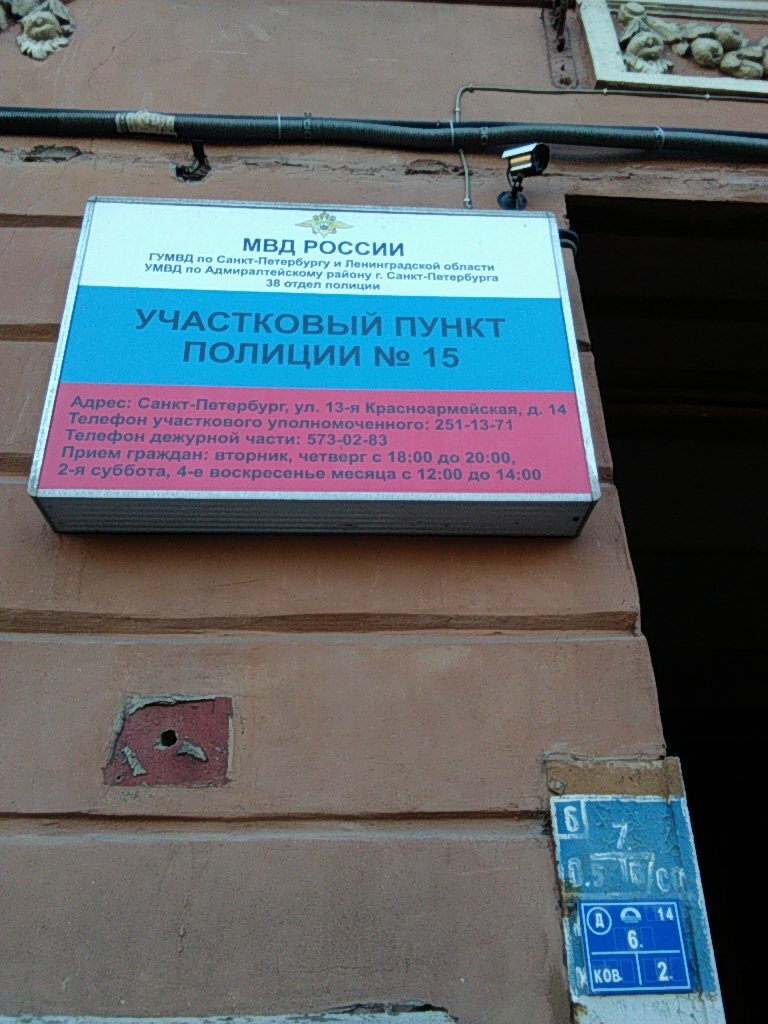 МВД РОССИИ
ГУМВД по Санкт-Петербургу и Ленинградской области
УМВД по Адмиралтейскому району г. Санкт-Петербурга
38 отдел полиции
УЧАСТКОВЫЙ ПУНКТ
ПОЛИЦИИ № 15
Адрес: Санкт-Петербург, ул. 13-я Красноармейская, д. 14
Телефон участкового уполномоченного: 251-13-71
Телефон дежурной части: 573-02-83
Прием граждан: вторник, четверг с 18:00 до 20:00,
2-я суббота, 4-е воскресенье месяца с 12:00 до 14:00
6
7
Д 14
6.
КОВ. 2.